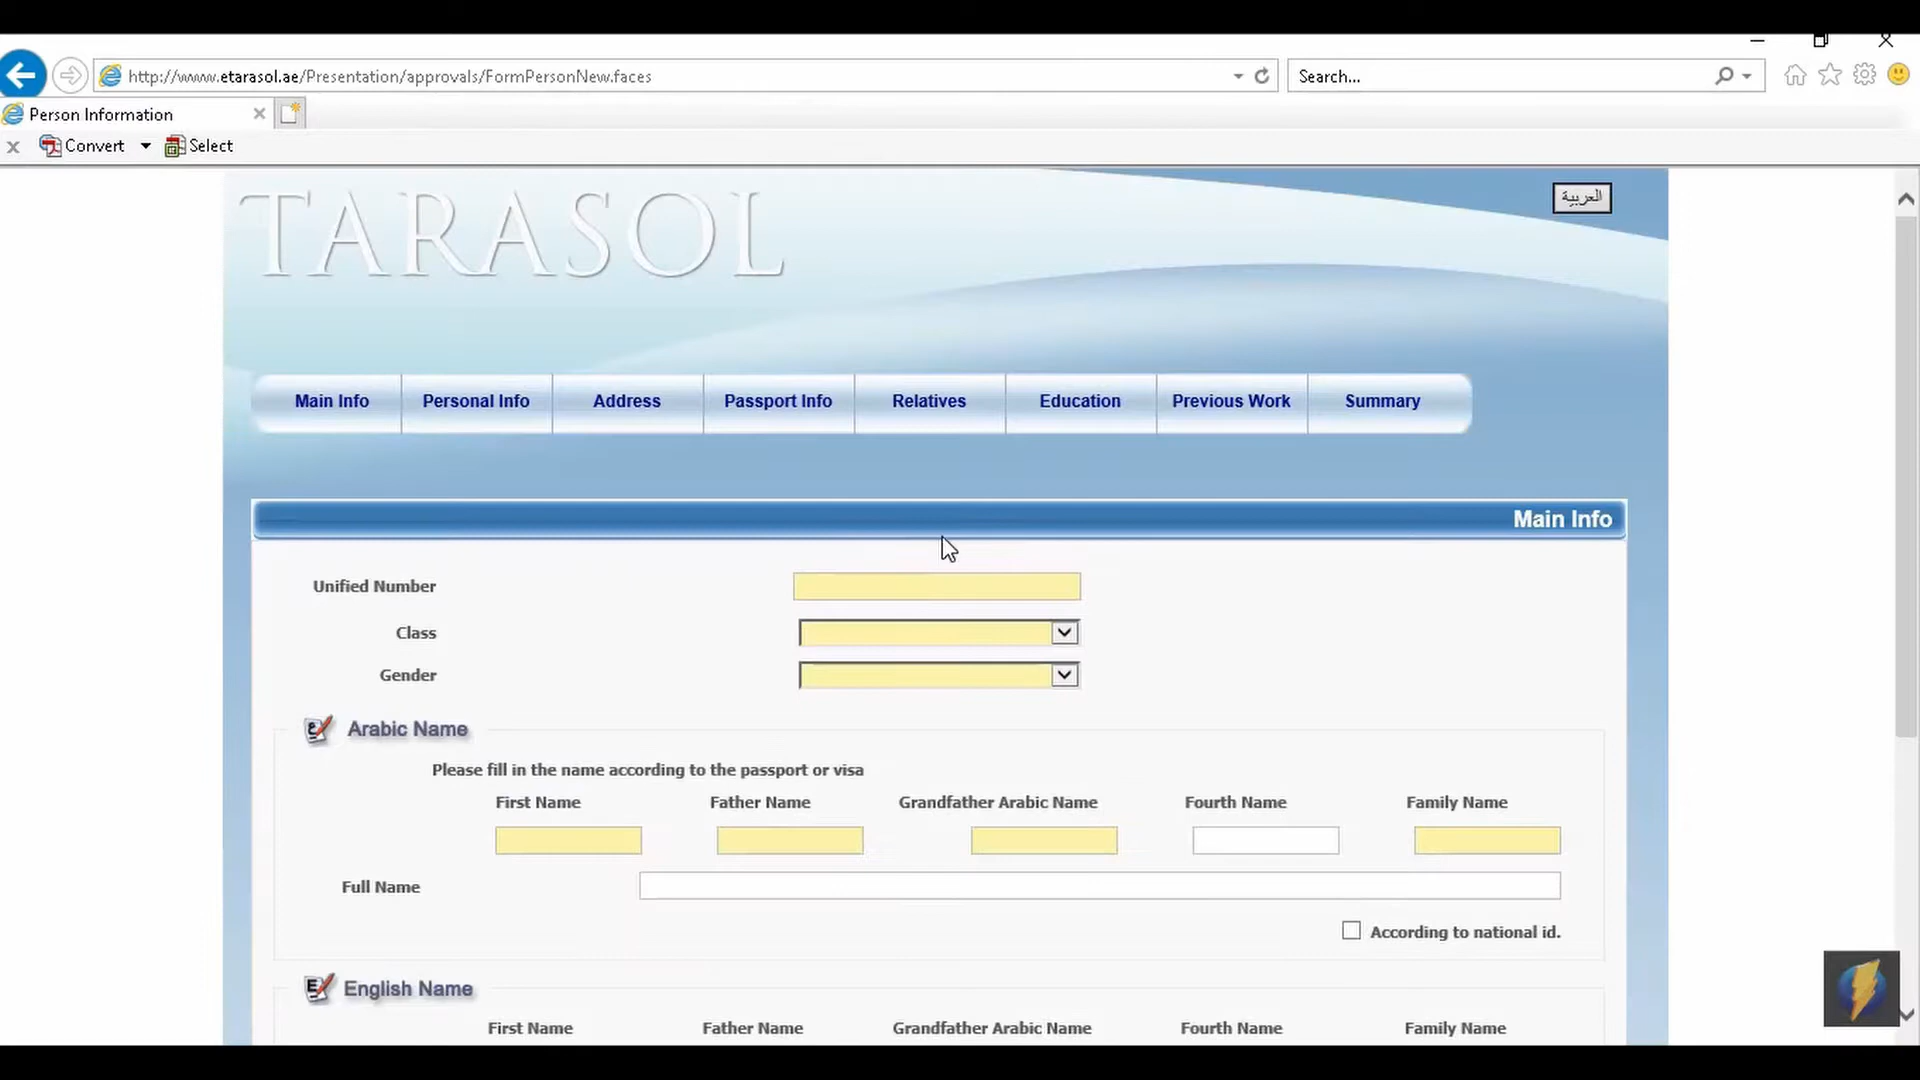 http://www.etarasol.ae/Presentation/approvals/FormPersonNew.faces
Search...
Person Information
Convert
Select
TARASOL
العربية
Main Info
Personal Info
Address
Passport Info
Relatives
Education
Previous Work
Summary
Main Info
Unified Number
Class
Gender
Arabic Name
Please fill in the name according to the passport or visa
First Name
Father Name
Grandfather Arabic Name
Fourth Name
Family Name
Full Name
According to national id.
English Name
First Name
Father Name
Grandfather Arabic Name
Fourth Name
Family Name